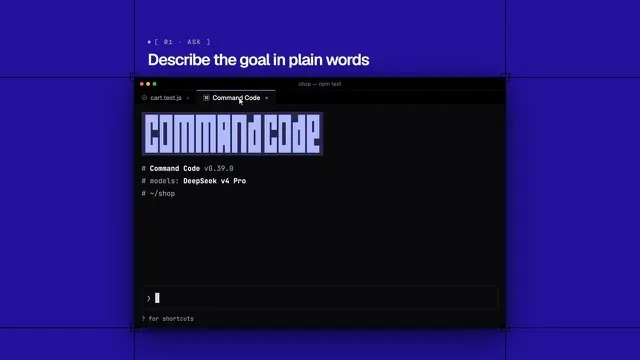 [ 01 · ASK ]
Describe the goal in plain words
shop — npm test
cart.test.js
Command Code
COMMAND CODE
# Command Code v0.39.0
# models: DeepSeek v4 Pro
# ~/shop
? for shortcuts